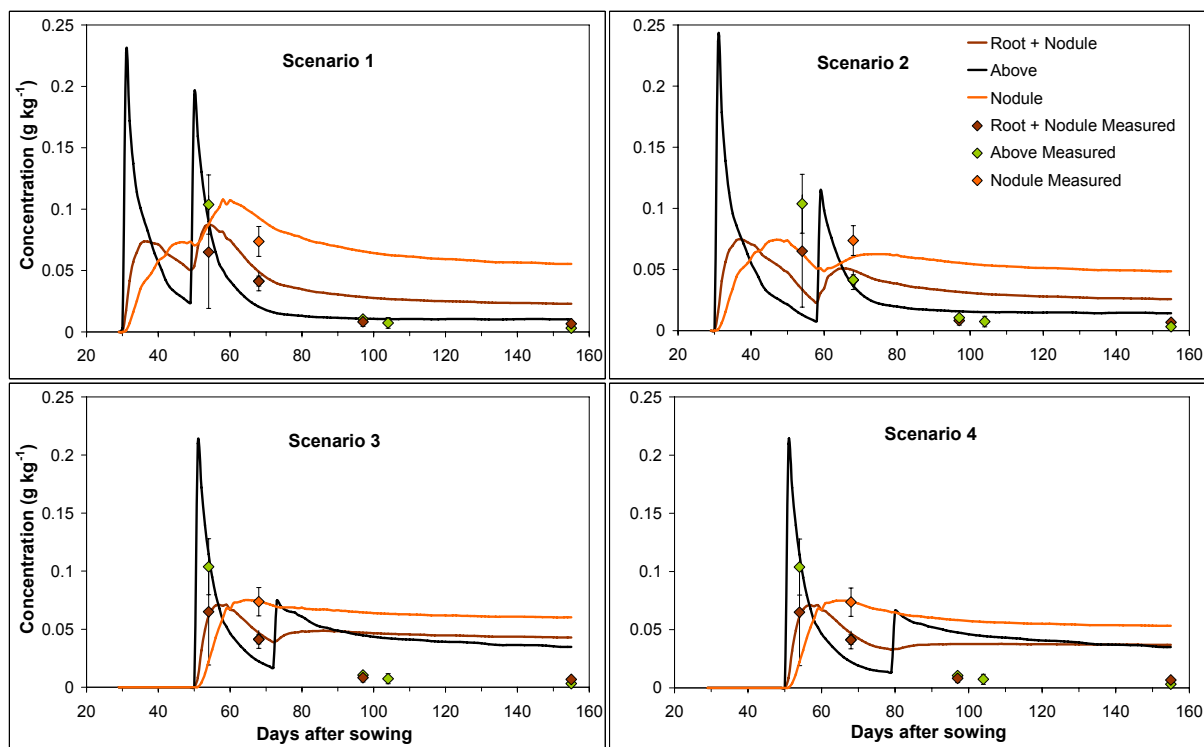 Scenario 1
Concentration (g kg⁻¹)
0.25
0.2
0.15
0.1
0.05
0
20 40 60 80 100 120 140 160
Scenario 2
0.25
0.2
0.15
0.1
0.05
0
20 40 60 80 100 120 140 160
Root + Nodule
Above
Nodule
Root + Nodule Measured
Above Measured
Nodule Measured
Scenario 3
Concentration (g kg⁻¹)
0.25
0.2
0.15
0.1
0.05
0
20 40 60 80 100 120 140 160
Days after sowing
Scenario 4
0.25
0.2
0.15
0.1
0.05
0
20 40 60 80 100 120 140 160
Days after sowing